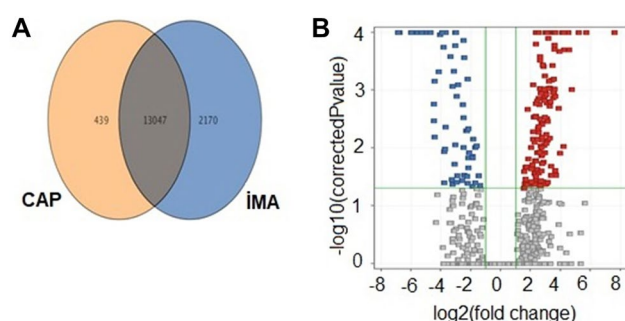 A
439
13047
2170
CAP
İMA
B
-log10(correctedPvalue)
4
3
2
1
0
-8 -6 -4 -2 0 2 4 6 8
log2(fold change)